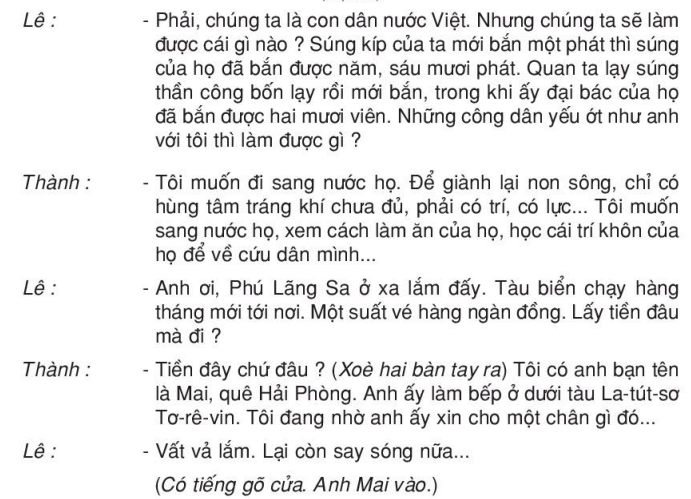 Lê : - Phải, chúng ta là con dân nước Việt. Nhưng chúng ta sẽ làm
được cái gì nào ? Súng kíp của ta mới bắn một phát thì súng
của họ đã bắn được năm, sáu mươi phát. Quan ta lạy súng
thần công bốn lạy rồi mới bắn, trong khi ấy đại bác của họ
đã bắn được hai mươi viên. Những công dân yếu ớt như anh
với tôi thì làm được gì ?
Thành : - Tôi muốn đi sang nước họ. Để giành lại non sông, chỉ có
hùng tâm tráng khí chưa đủ, phải có trí, có lực... Tôi muốn
sang nước họ, xem cách làm ăn của họ, học cái trí khôn của
họ để về cứu dân mình...
Lê : - Anh ơi, Phú Lãng Sa ở xa lắm đấy. Tàu biển chạy hàng
tháng mới tới nơi. Một suất vé hàng ngàn đồng. Lấy tiền đâu
mà đi ?
Thành : - Tiền đây chứ đâu ? (Xoè hai bàn tay ra) Tôi có anh bạn tên
là Mai, quê Hải Phòng. Anh ấy làm bếp ở dưới tàu La-tút-sơ
Tơ-rê-vin. Tôi đang nhờ anh ấy xin cho một chân gì đó...
Lê : - Vất vả lắm. Lại còn say sóng nữa...
(Có tiếng gõ cửa. Anh Mai vào.)